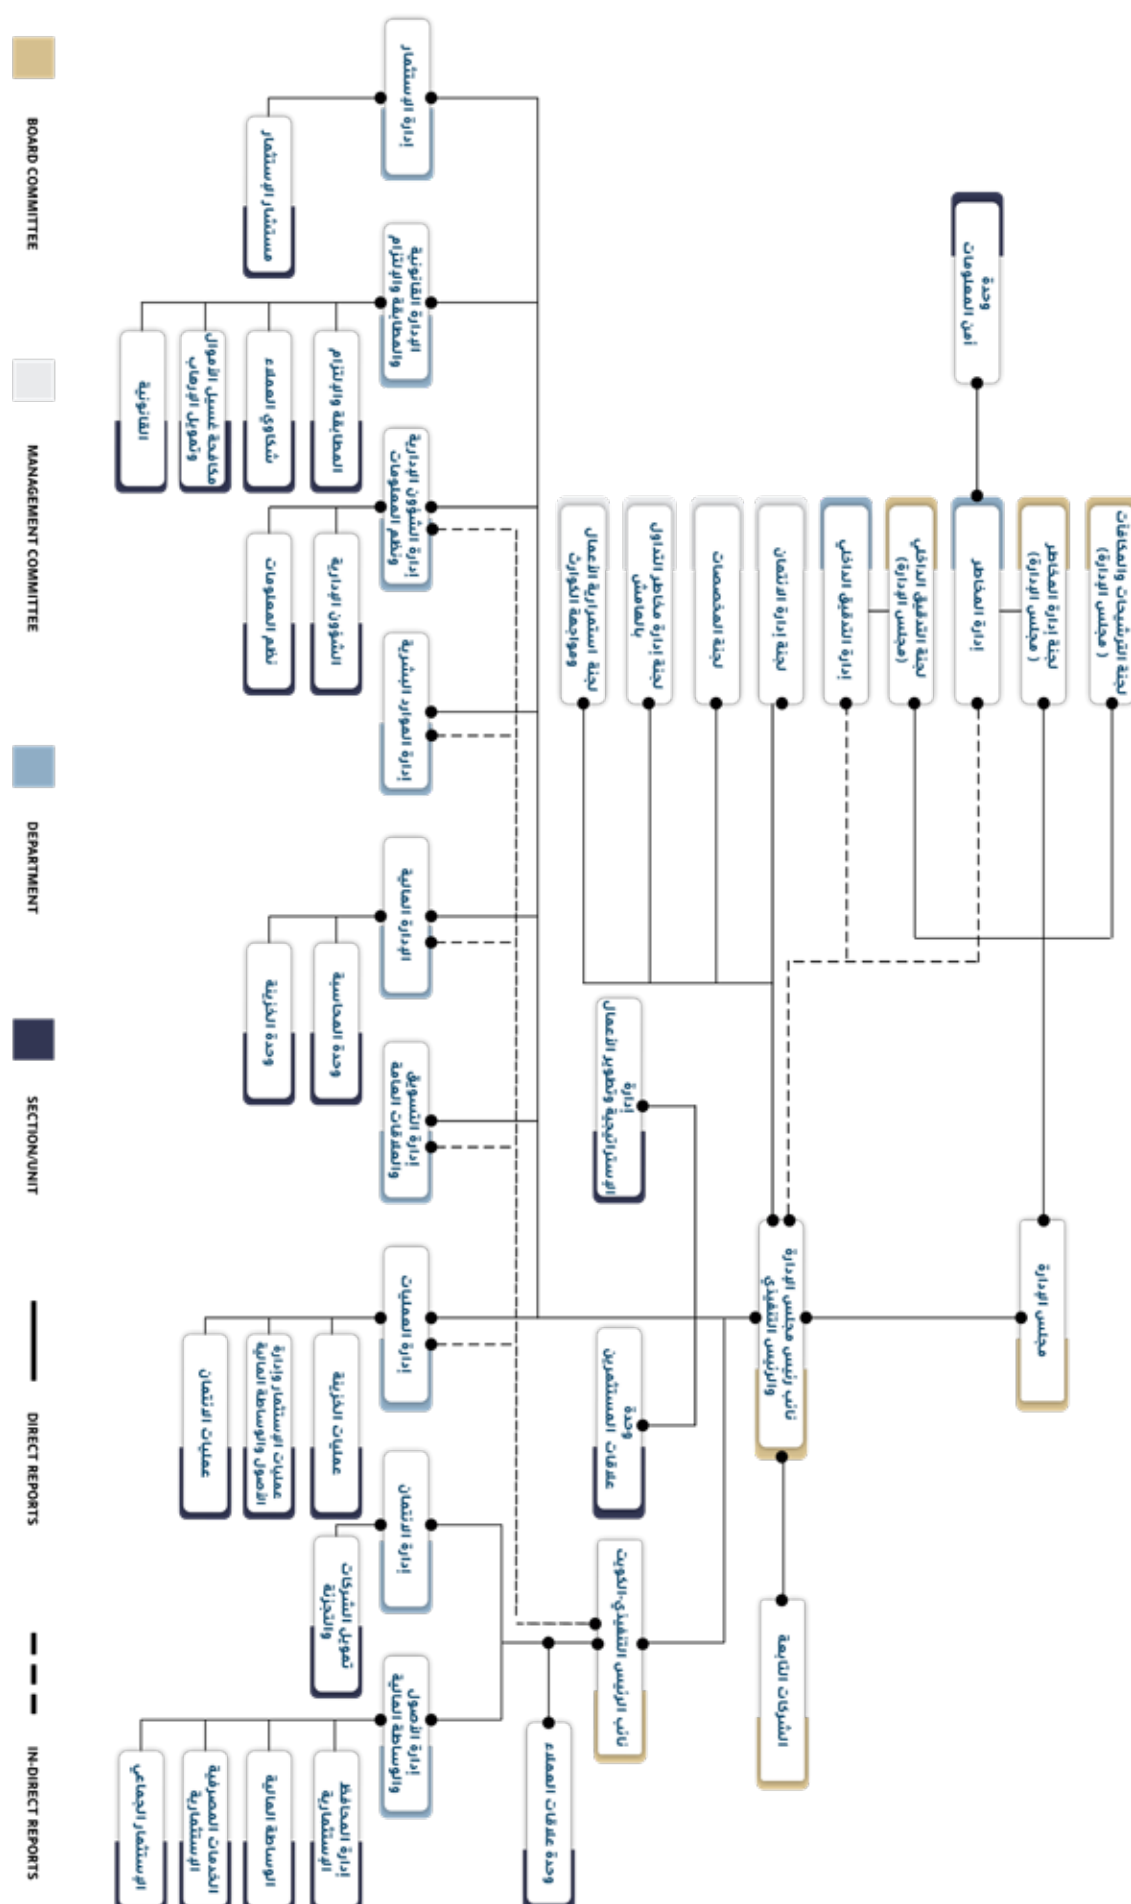 لجنة الترشيحات والمكافآت
( مجلس الإدارة )
لجنة إدارة المخاطر
( مجلس الإدارة )
إدارة المخاطر
لجنة التدقيق الداخلي
(مجلس الإدارة)
إدارة التدقيق الداخلي
لجنة إدارة الائتمان
لجنة المخصصات
لجنة إدارة مخاطر التداول
بالهامش
لجنة استمرارية الأعمال
ومواجهة الكوارث
وحدة
أمن المعلومات
مجلس الإدارة
نائب رئيس مجلس الإدارة
والرئيس التنفيذي
الشركات التابعة
إدارة
الإستراتيجية وتطوير الأعمال
وحدة
علاقات المستثمرين
نائب الرئيس التنفيذي-الكويت
وحدة علاقات العملاء
إدارة الإستثمار
الإدارة القانونية
والمطابقة والإلتزام
إدارة الشؤون الإدارية
ونظم المعلومات
إدارة الموارد البشرية
الإدارة المالية
إدارة التسويق
والعلاقات العامة
إدارة العمليات
إدارة الائتمان
إدارة الأصول
والوساطة المالية
مستشار الإستثمار
المطابقة والإلتزام
شكاوي العملاء
مكافحة غسيل الأموال
وتمويل الإرهاب
القانونية
الشؤون الإدارية
نظم المعلومات
وحدة المحاسبة
وحدة الخزينة
عمليات الخزينة
عمليات الإستثمار وإدارة
الأصول والوساطة المالية
عمليات الائتمان
تمويل الشركات
والتجزئة
إدارة المحافظ
الإستثمارية
الوساطة المالية
الخدمات المصرفية
الإستثمارية
الإستثمار الجماعي
BOARD COMMITTEE
MANAGEMENT COMMITTEE
DEPARTMENT
SECTION/UNIT
DIRECT REPORTS
IN-DIRECT REPORTS